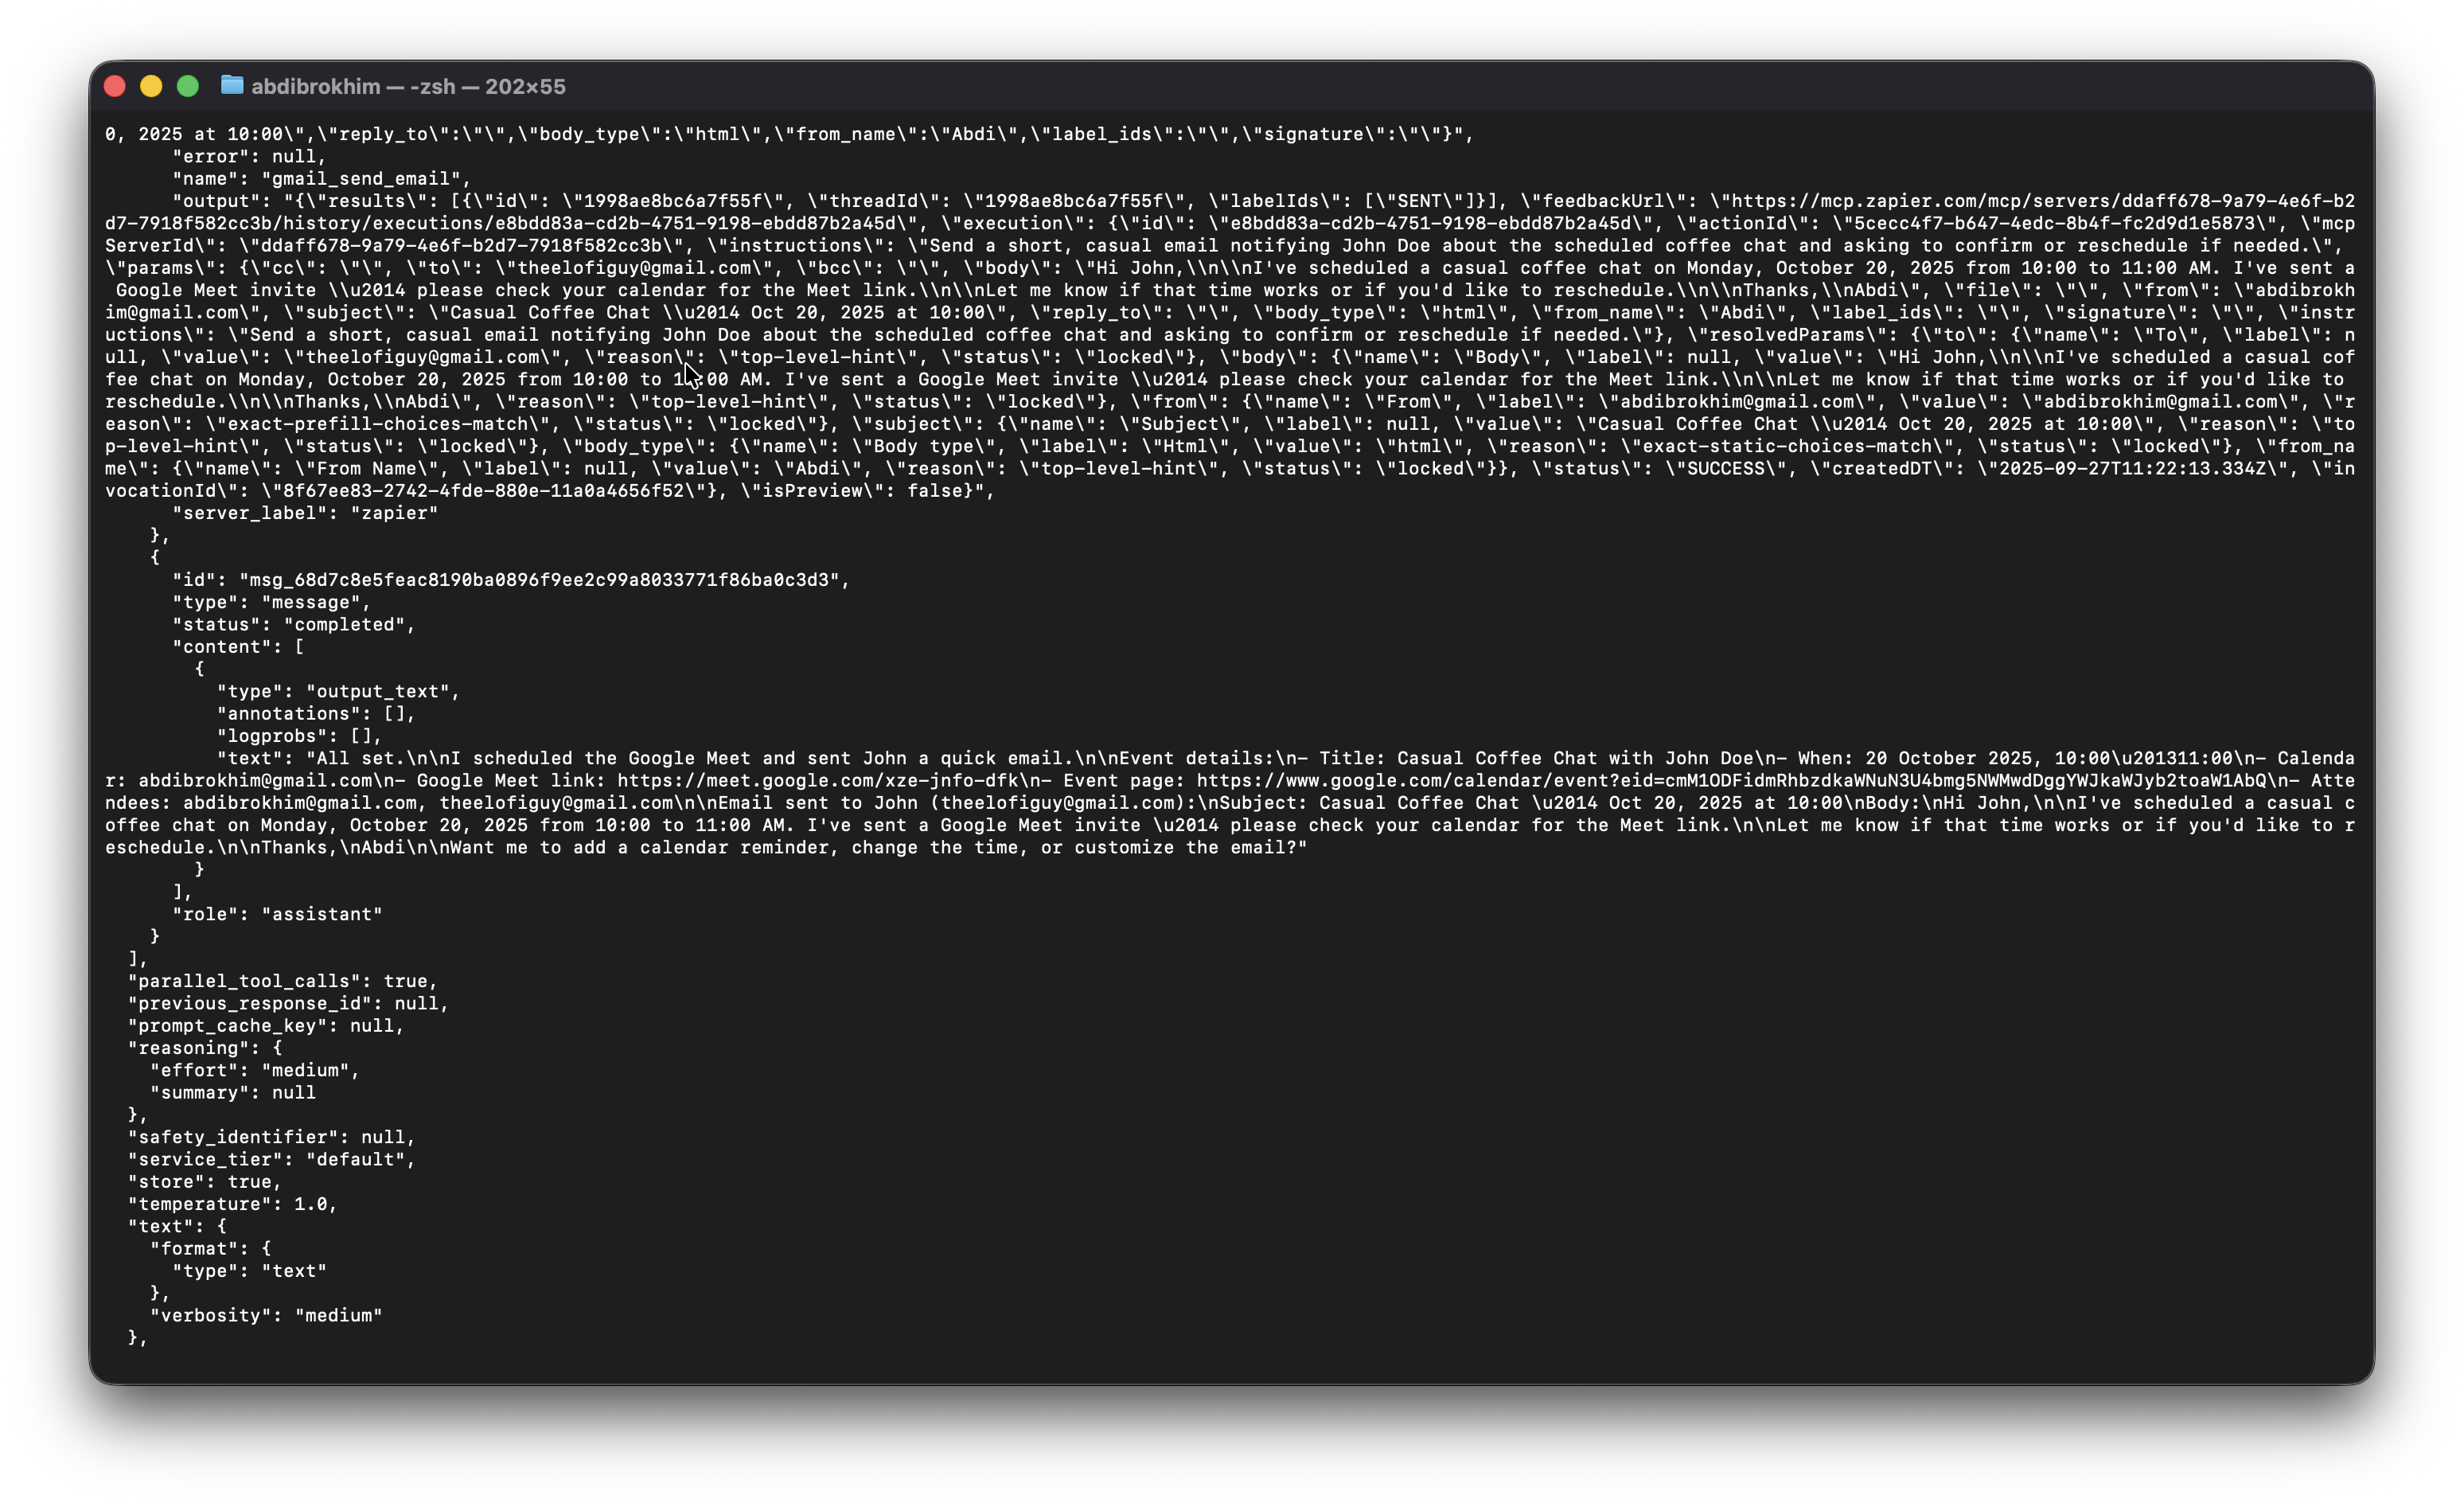 abdibrokhim — -zsh — 202×55
0, 2025 at 10:00\",\"reply_to\":\"\",\"body_type\":\"html\",\"from_name\":\"Abdi\",\"label_ids\":\"\",\"signature\":\"\"}",
"error": null,
"name": "gmail_send_email",
"output": "{\"results\": [{\"id\": \"1998ae8bc6a7f55f\", \"threadId\": \"1998ae8bc6a7f55f\", \"labelIds\": [\"SENT\"]}], \"feedbackUrl\": \"https://mcp.zapier.com/mcp/servers/ddaff678-9a79-4e6f-b2
d7-7918f582cc3b/history/executions/e8bdd83a-cd2b-4751-9198-ebdd87b2a45d\", \"execution\": {\"id\": \"e8bdd83a-cd2b-4751-9198-ebdd87b2a45d\", \"actionId\": \"5cecc4f7-b647-4edc-8b4f-fc2d9d1e5873\", \"mcp
ServerId\": \"ddaff678-9a79-4e6f-b2d7-7918f582cc3b\", \"instructions\": \"Send a short, casual email notifying John Doe about the scheduled coffee chat and asking to confirm or reschedule if needed.\",
\"params\": {\"cc\": \"\", \"to\": \"theelofiguy@gmail.com\", \"bcc\": \"\", \"body\": \"Hi John,\\n\\nI've scheduled a casual coffee chat on Monday, October 20, 2025 from 10:00 to 11:00 AM. I've sent a
Google Meet invite \\u2014 please check your calendar for the Meet link.\\n\\nLet me know if that time works or if you'd like to reschedule.\\n\\nThanks,\\nAbdi\", \"file\": \"\", \"from\": \"abdibrokh
im@gmail.com\", \"subject\": \"Casual Coffee Chat \\u2014 Oct 20, 2025 at 10:00\", \"reply_to\": \"\", \"body_type\": \"html\", \"from_name\": \"Abdi\", \"label_ids\": \"\", \"signature\": \"\", \"instr
uctions\": \"Send a short, casual email notifying John Doe about the scheduled coffee chat and asking to confirm or reschedule if needed.\"}, \"resolvedParams\": {\"to\": {\"name\": \"To\", \"label\": n
ull, \"value\": \"theelofiguy@gmail.com\", \"reason\": \"top-level-hint\", \"status\": \"locked\"}, \"body\": {\"name\": \"Body\", \"label\": null, \"value\": \"Hi John,\\n\\nI've scheduled a casual cof
fee chat on Monday, October 20, 2025 from 10:00 to 11:00 AM. I've sent a Google Meet invite \\u2014 please check your calendar for the Meet link.\\n\\nLet me know if that time works or if you'd like to
reschedule.\\n\\nThanks,\\nAbdi\", \"reason\": \"top-level-hint\", \"status\": \"locked\"}, \"from\": {\"name\": \"From\", \"label\": \"abdibrokhim@gmail.com\", \"value\": \"abdibrokhim@gmail.com\", \"r
eason\": \"exact-prefill-choices-match\", \"status\": \"locked\"}, \"subject\": {\"name\": \"Subject\", \"label\": null, \"value\": \"Casual Coffee Chat \\u2014 Oct 20, 2025 at 10:00\", \"reason\": \"to
p-level-hint\", \"status\": \"locked\"}, \"body_type\": {\"name\": \"Body type\", \"label\": \"Html\", \"value\": \"html\", \"reason\": \"exact-static-choices-match\", \"status\": \"locked\"}, \"from_na
me\": {\"name\": \"From Name\", \"label\": null, \"value\": \"Abdi\", \"reason\": \"top-level-hint\", \"status\": \"locked\"}}, \"status\": \"SUCCESS\", \"createdDT\": \"2025-09-27T11:22:13.334Z\", \"in
vocationId\": \"8f67ee83-2742-4fde-880e-11a0a4656f52\"}, \"isPreview\": false}",
"server_label": "zapier"
},
{
"id": "msg_68d7c8e5feac8190ba0896f9ee2c99a8033771f86ba0c3d3",
"type": "message",
"status": "completed",
"content": [
{
"type": "output_text",
"annotations": [],
"logprobs": [],
"text": "All set.\n\nI scheduled the Google Meet and sent John a quick email.\n\nEvent details:\n- Title: Casual Coffee Chat with John Doe\n- When: 20 October 2025, 10:00\u201311:00\n- Calenda
r: abdibrokhim@gmail.com\n- Google Meet link: https://meet.google.com/xze-jnfo-dfk\n- Event page: https://www.google.com/calendar/event?eid=cmM1ODFidmRhbzdkaWNuN3U4bmg5NWMwdDggYWJkaWJyb2toaW1AbQ\n- Atte
ndees: abdibrokhim@gmail.com, theelofiguy@gmail.com\n\nEmail sent to John (theelofiguy@gmail.com):\nSubject: Casual Coffee Chat \u2014 Oct 20, 2025 at 10:00\nBody:\nHi John,\n\nI've scheduled a casual c
offee chat on Monday, October 20, 2025 from 10:00 to 11:00 AM. I've sent a Google Meet invite \u2014 please check your calendar for the Meet link.\n\nLet me know if that time works or if you'd like to r
eschedule.\n\nThanks,\nAbdi\n\nWant me to add a calendar reminder, change the time, or customize the email?"
}
],
"role": "assistant"
}
],
"parallel_tool_calls": true,
"previous_response_id": null,
"prompt_cache_key": null,
"reasoning": {
"effort": "medium",
"summary": null
},
"safety_identifier": null,
"service_tier": "default",
"store": true,
"temperature": 1.0,
"text": {
"format": {
"type": "text"
},
"verbosity": "medium"
},